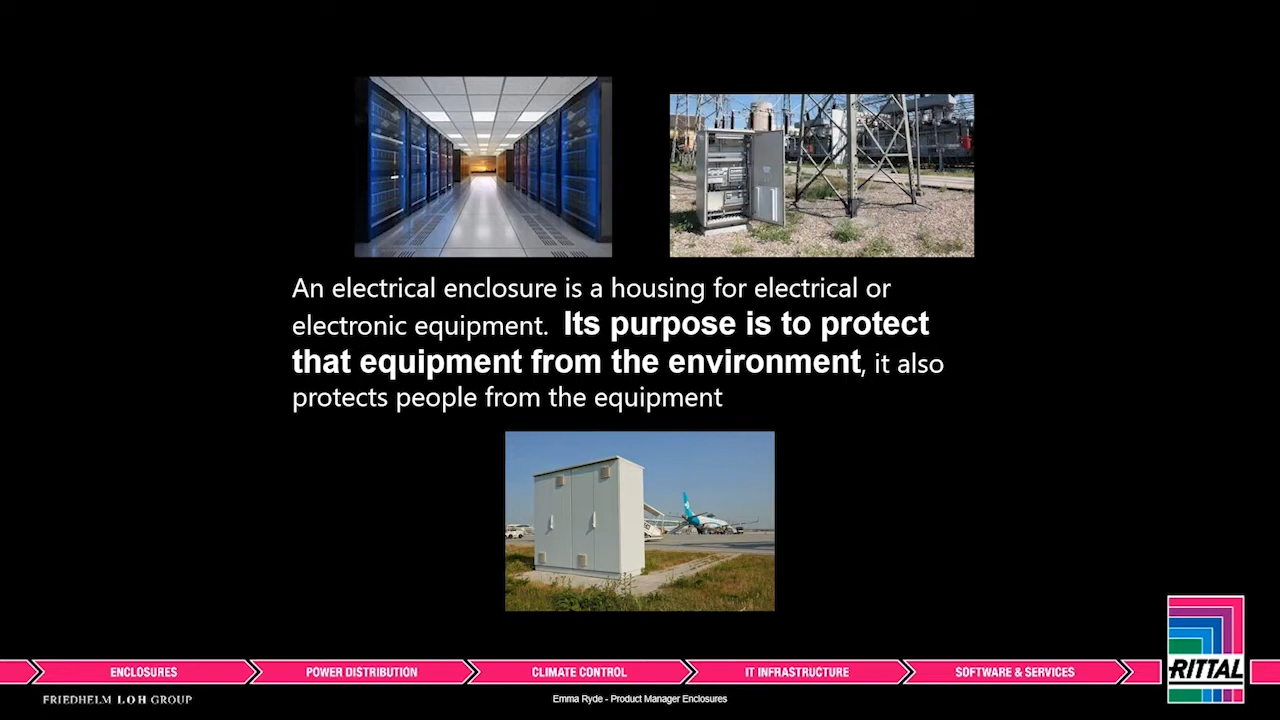 An electrical enclosure is a housing for electrical or
electronic equipment. Its purpose is to protect
that equipment from the environment, it also
protects people from the equipment
ENCLOSURES
POWER DISTRIBUTION
CLIMATE CONTROL
IT INFRASTRUCTURE
SOFTWARE & SERVICES
RITTAL
FRIEDHELM LOH GROUP
Emma Ryde - Product Manager Enclosures